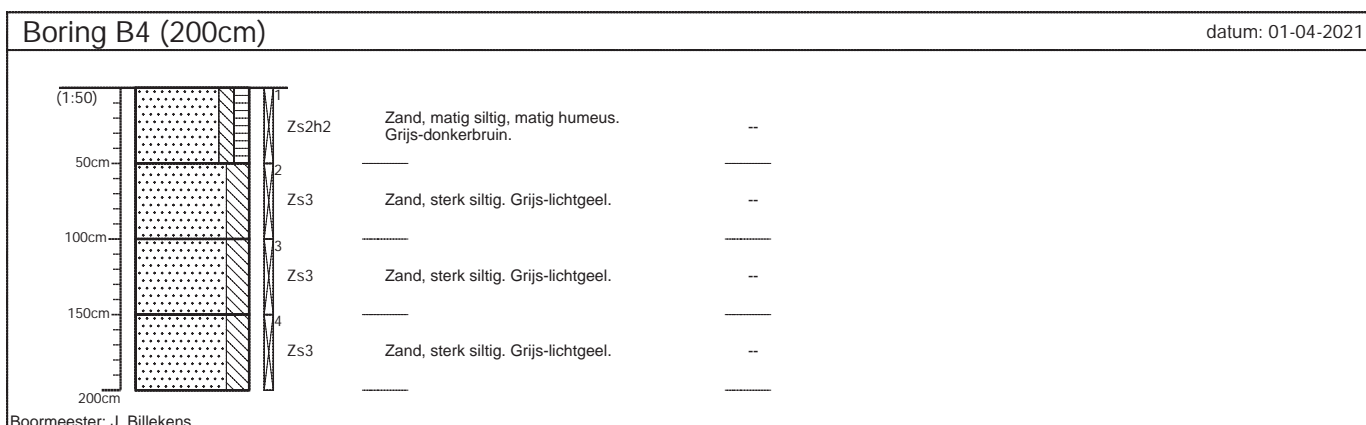 Boring B4 (200cm)
datum: 01-04-2021
(1:50)
1
Zs2h2
Zand, matig siltig, matig humeus.
Grijs-donkerbruin.
--
50cm
2
Zs3
Zand, sterk siltig. Grijs-lichtgeel.
--
100cm
3
Zs3
Zand, sterk siltig. Grijs-lichtgeel.
--
150cm
4
Zs3
Zand, sterk siltig. Grijs-lichtgeel.
--
200cm
Boormeester: J. Billekens